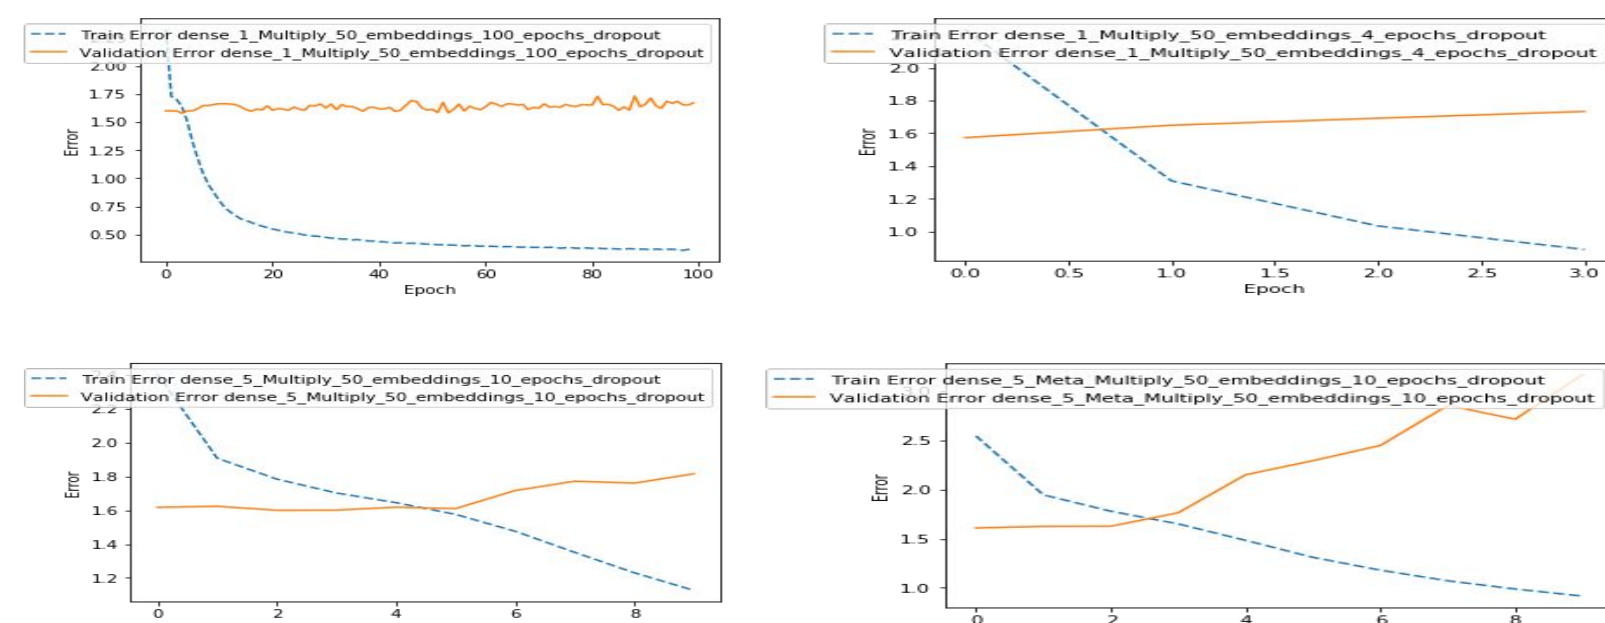 Train Error dense_1_Multiply_50_embeddings_100_epochs_dropout
Validation Error dense_1_Multiply_50_embeddings_100_epochs_dropout
2.00
1.75
1.50
1.25
1.00
0.75
0.50
Error
0 20 40 60 80 100
Epoch
Train Error dense_1_Multiply_50_embeddings_4_epochs_dropout
Validation Error dense_1_Multiply_50_embeddings_4_epochs_dropout
2.0
1.8
1.6
1.4
1.2
1.0
Error
0.0 0.5 1.0 1.5 2.0 2.5 3.0
Epoch
Train Error dense_5_Multiply_50_embeddings_10_epochs_dropout
Validation Error dense_5_Multiply_50_embeddings_10_epochs_dropout
2.2
2.0
1.8
1.6
1.4
1.2
Error
0 2 4 6 8
Train Error dense_5_Meta_Multiply_50_embeddings_10_epochs_dropout
Validation Error dense_5_Meta_Multiply_50_embeddings_10_epochs_dropout
2.5
2.0
1.5
1.0
Error
0 2 4 6 8